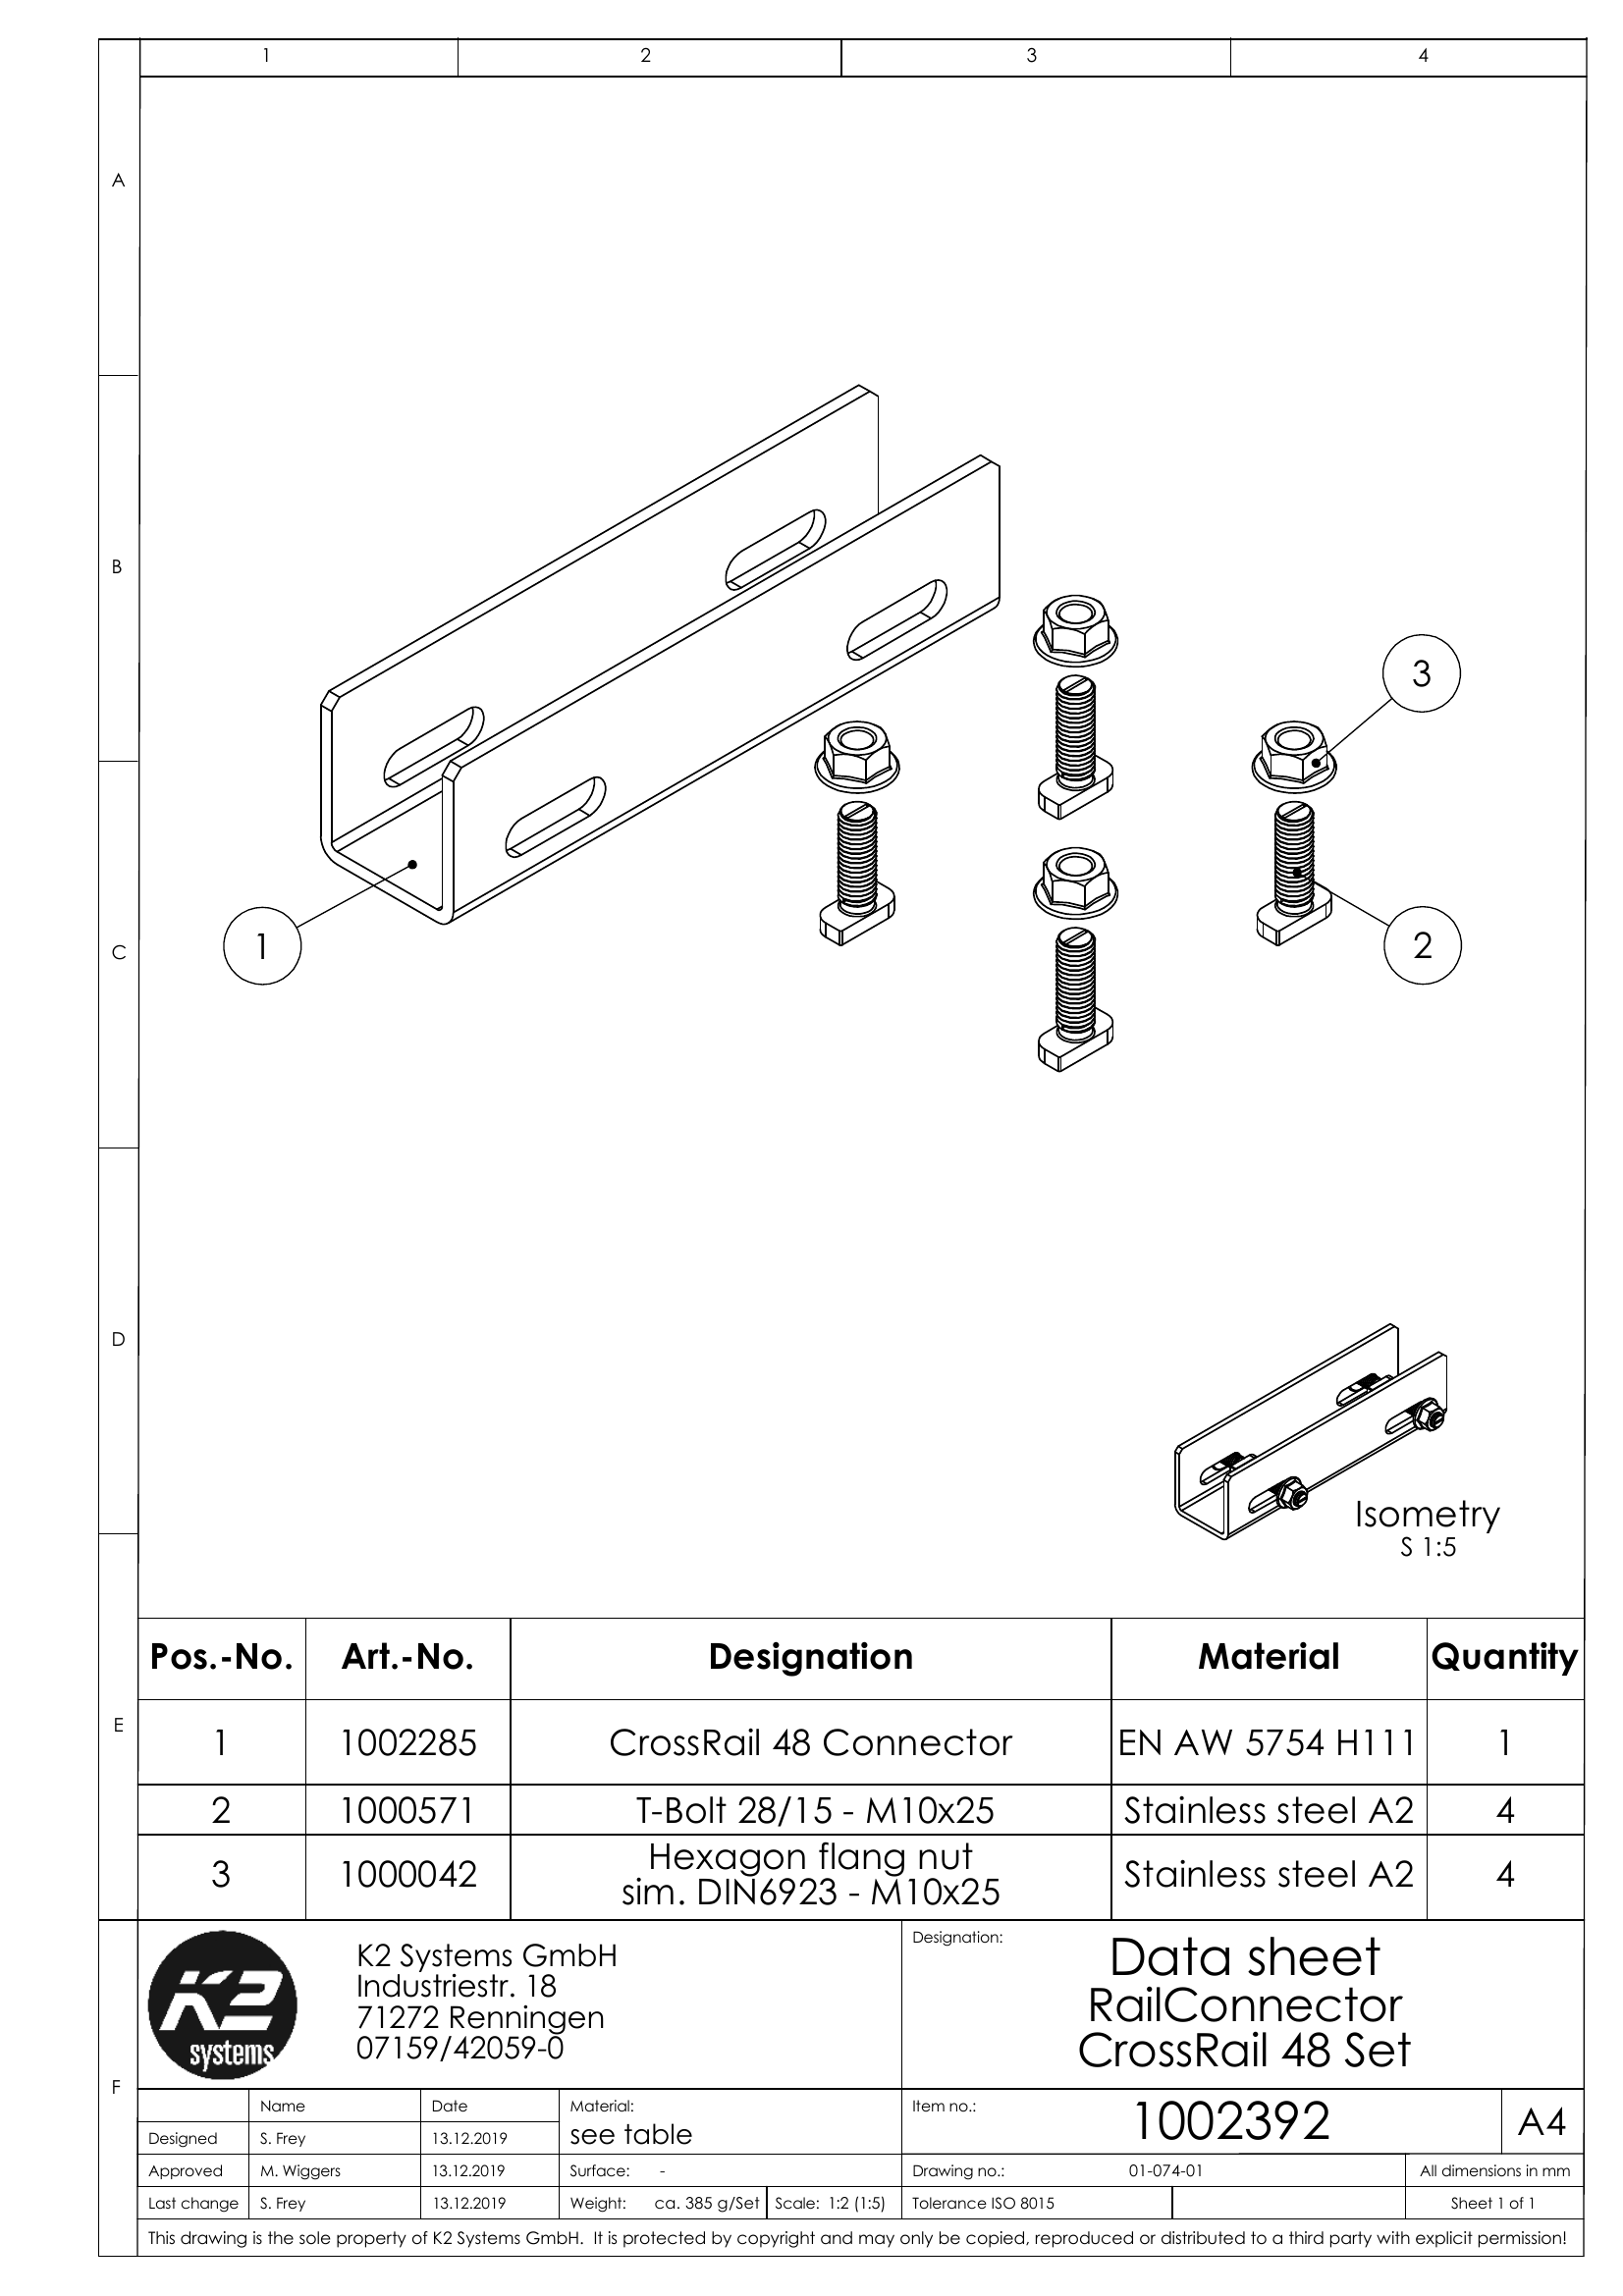 1 2 3 4
A
B
C
D
E
F
3
1
2
Isometry
S 1:5
Pos.-No. Art.-No. Designation Material Quantity
1 1002285 CrossRail 48 Connector EN AW 5754 H111 1
2 1000571 T-Bolt 28/15 - M10x25 Stainless steel A2 4
3 1000042 Hexagon flang nut
sim. DIN6923 - M10x25 Stainless steel A2 4
K2
systems
K2 Systems GmbH
Industriestr. 18
71272 Renningen
07159/42059-0
Designation:
Data sheet
RailConnector
CrossRail 48 Set
Name Date Material: Item no.: 1002392 A4
Designed S. Frey 13.12.2019 see table
Approved M. Wiggers 13.12.2019 Surface: - Drawing no.: 01-074-01 All dimensions in mm
Last change S. Frey 13.12.2019 Weight: ca. 385 g/Set Scale: 1:2 (1:5) Tolerance ISO 8015 Sheet 1 of 1
This drawing is the sole property of K2 Systems GmbH. It is protected by copyright and may only be copied, reproduced or distributed to a third party with explicit permission!